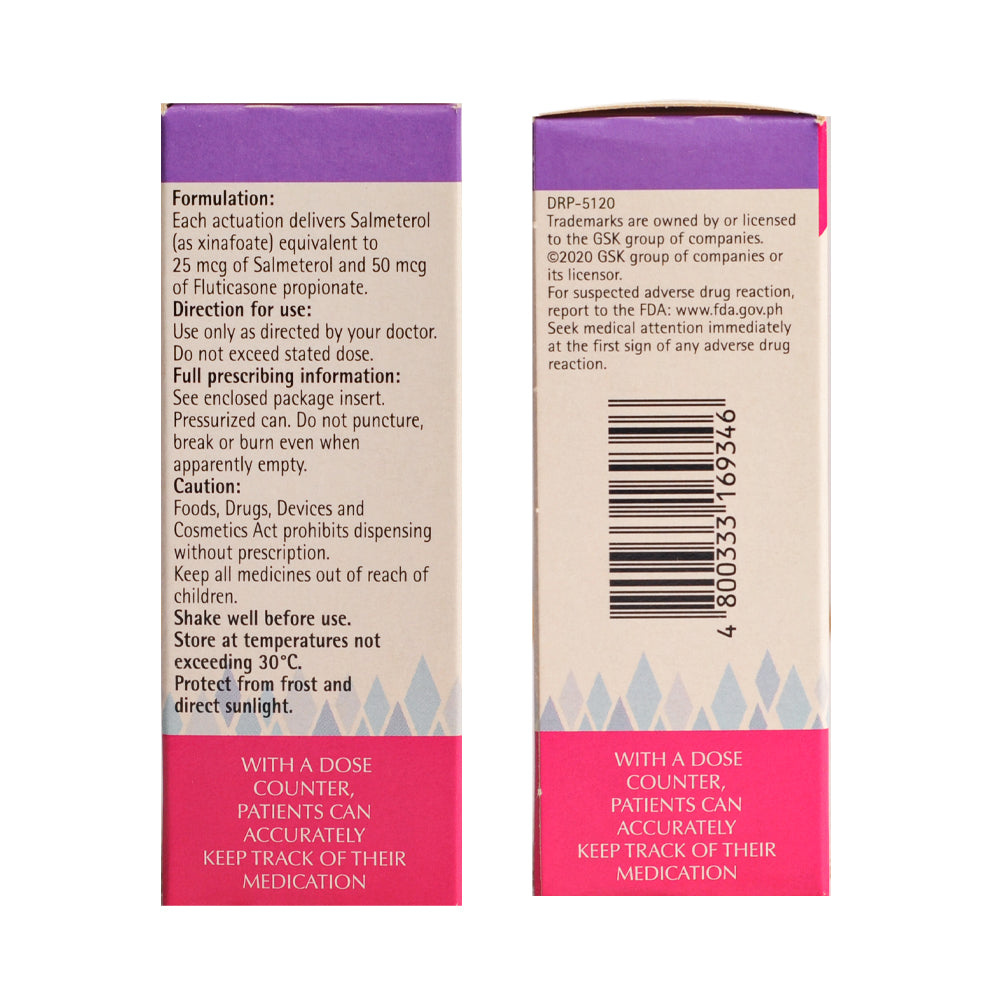 Formulation:
Each actuation delivers Salmeterol
(as xinafoate) equivalent to
25 mcg of Salmeterol and 50 mcg
of Fluticasone propionate.
Direction for use:
Use only as directed by your doctor.
Do not exceed stated dose.
Full prescribing information:
See enclosed package insert.
Pressurized can. Do not puncture,
break or burn even when
apparently empty.
Caution:
Foods, Drugs, Devices and
Cosmetics Act prohibits dispensing
without prescription.
Keep all medicines out of reach of
children.
Shake well before use.
Store at temperatures not
exceeding 30°C.
Protect from frost and
direct sunlight.
WITH A DOSE
COUNTER,
PATIENTS CAN
ACCURATELY
KEEP TRACK OF THEIR
MEDICATION
DRP-5120
Trademarks are owned by or licensed
to the GSK group of companies.
©2020 GSK group of companies or
its licensor.
For suspected adverse drug reaction,
report to the FDA: www.fda.gov.ph
Seek medical attention immediately
at the first sign of any adverse drug
reaction.
4 800333 169346
WITH A DOSE
COUNTER,
PATIENTS CAN
ACCURATELY
KEEP TRACK OF THEIR
MEDICATION